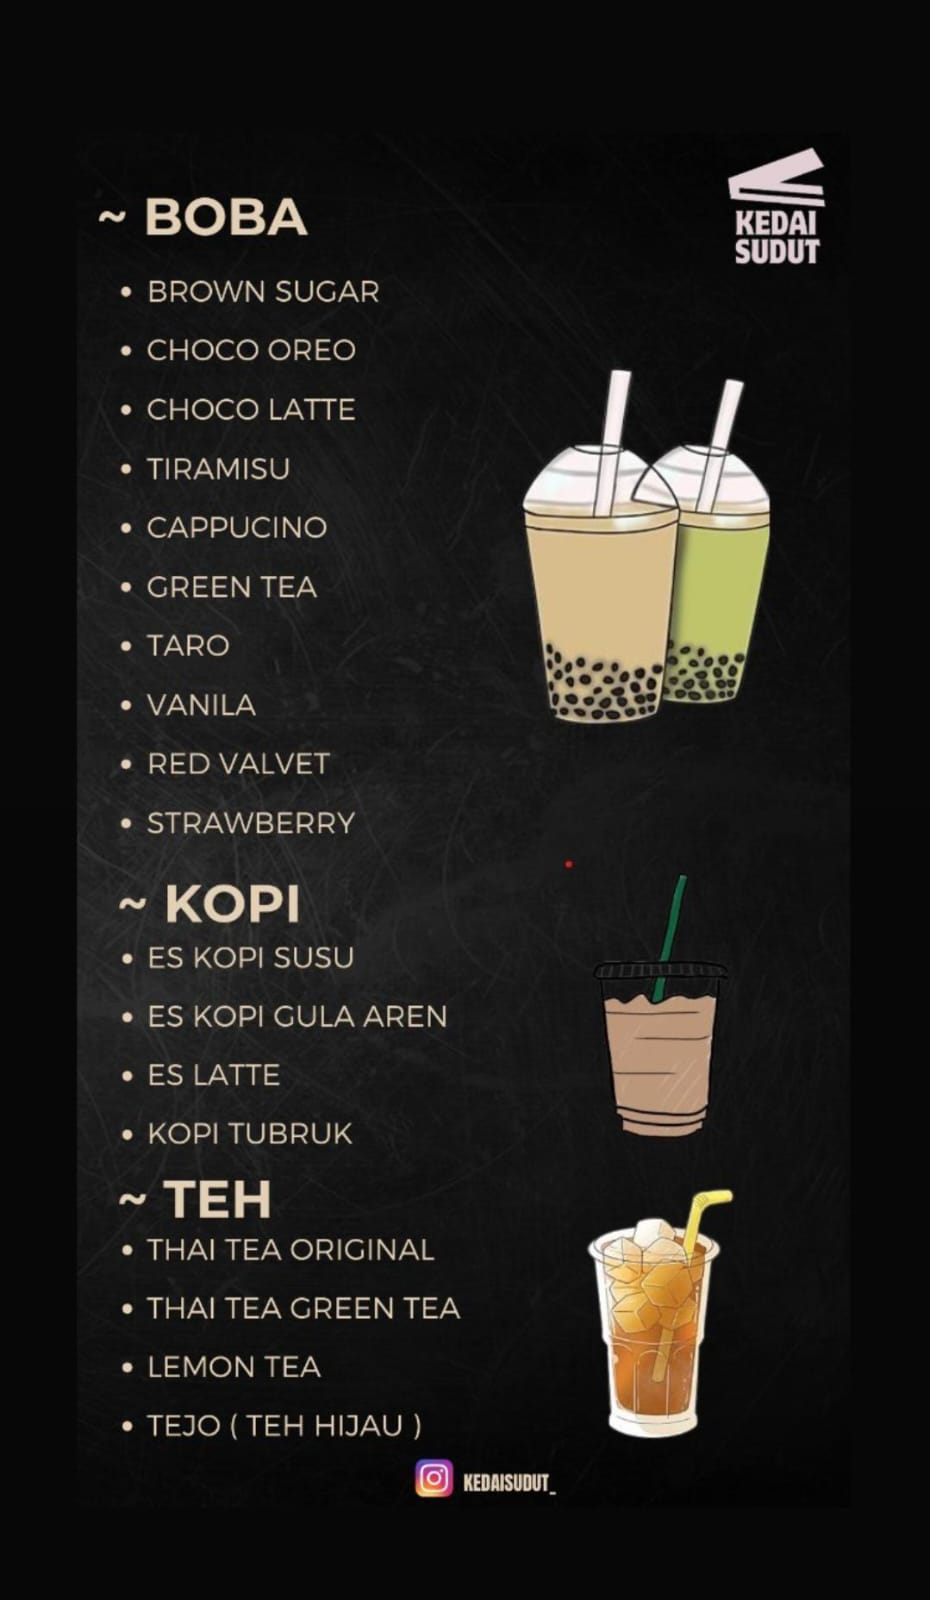 KEDAI
SUDUT
~ BOBA
• BROWN SUGAR
• CHOCO OREO
• CHOCO LATTE
• TIRAMISU
• CAPPUCINO
• GREEN TEA
• TARO
• VANILA
• RED VALVET
• STRAWBERRY
~ KOPI
• ES KOPI SUSU
• ES KOPI GULA AREN
• ES LATTE
• KOPI TUBRUK
~ TEH
• THAI TEA ORIGINAL
• THAI TEA GREEN TEA
• LEMON TEA
• TEJO ( TEH HIJAU )
KEDAISUDUT_